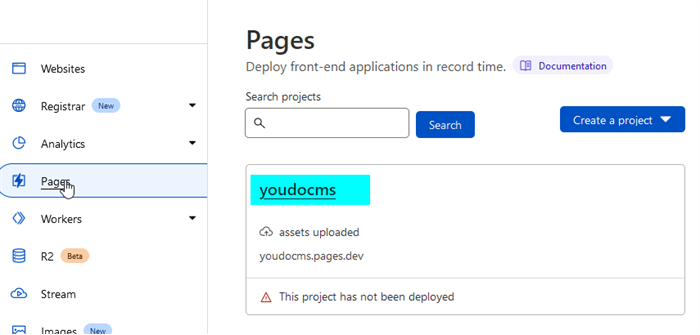 Websites
Registrar New
Analytics
Pages
Workers
R2 Beta
Stream
Images New
Pages
Deploy front-end applications in record time. Documentation
Search projects
Search
Create a project
youdocms
assets uploaded
youdocms.pages.dev
This project has not been deployed